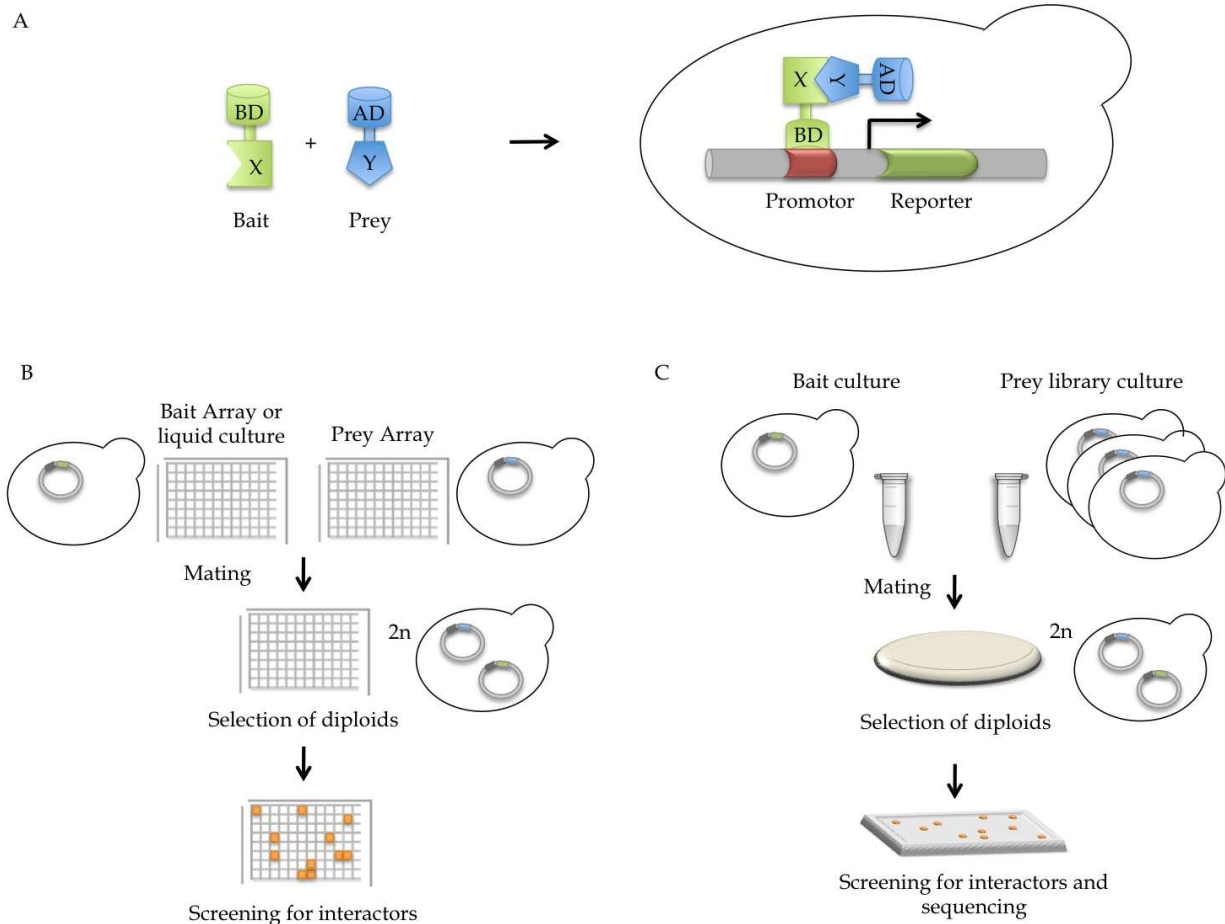 A
BD
X
+
AD
Y
Bait
Prey
X
Y
AD
BD
Promotor
Reporter
B
Bait Array or
liquid culture
Prey Array
Mating
2n
Selection of diploids
Screening for interactors
C
Bait culture
Prey library culture
Mating
2n
Selection of diploids
Screening for interactors and
sequencing